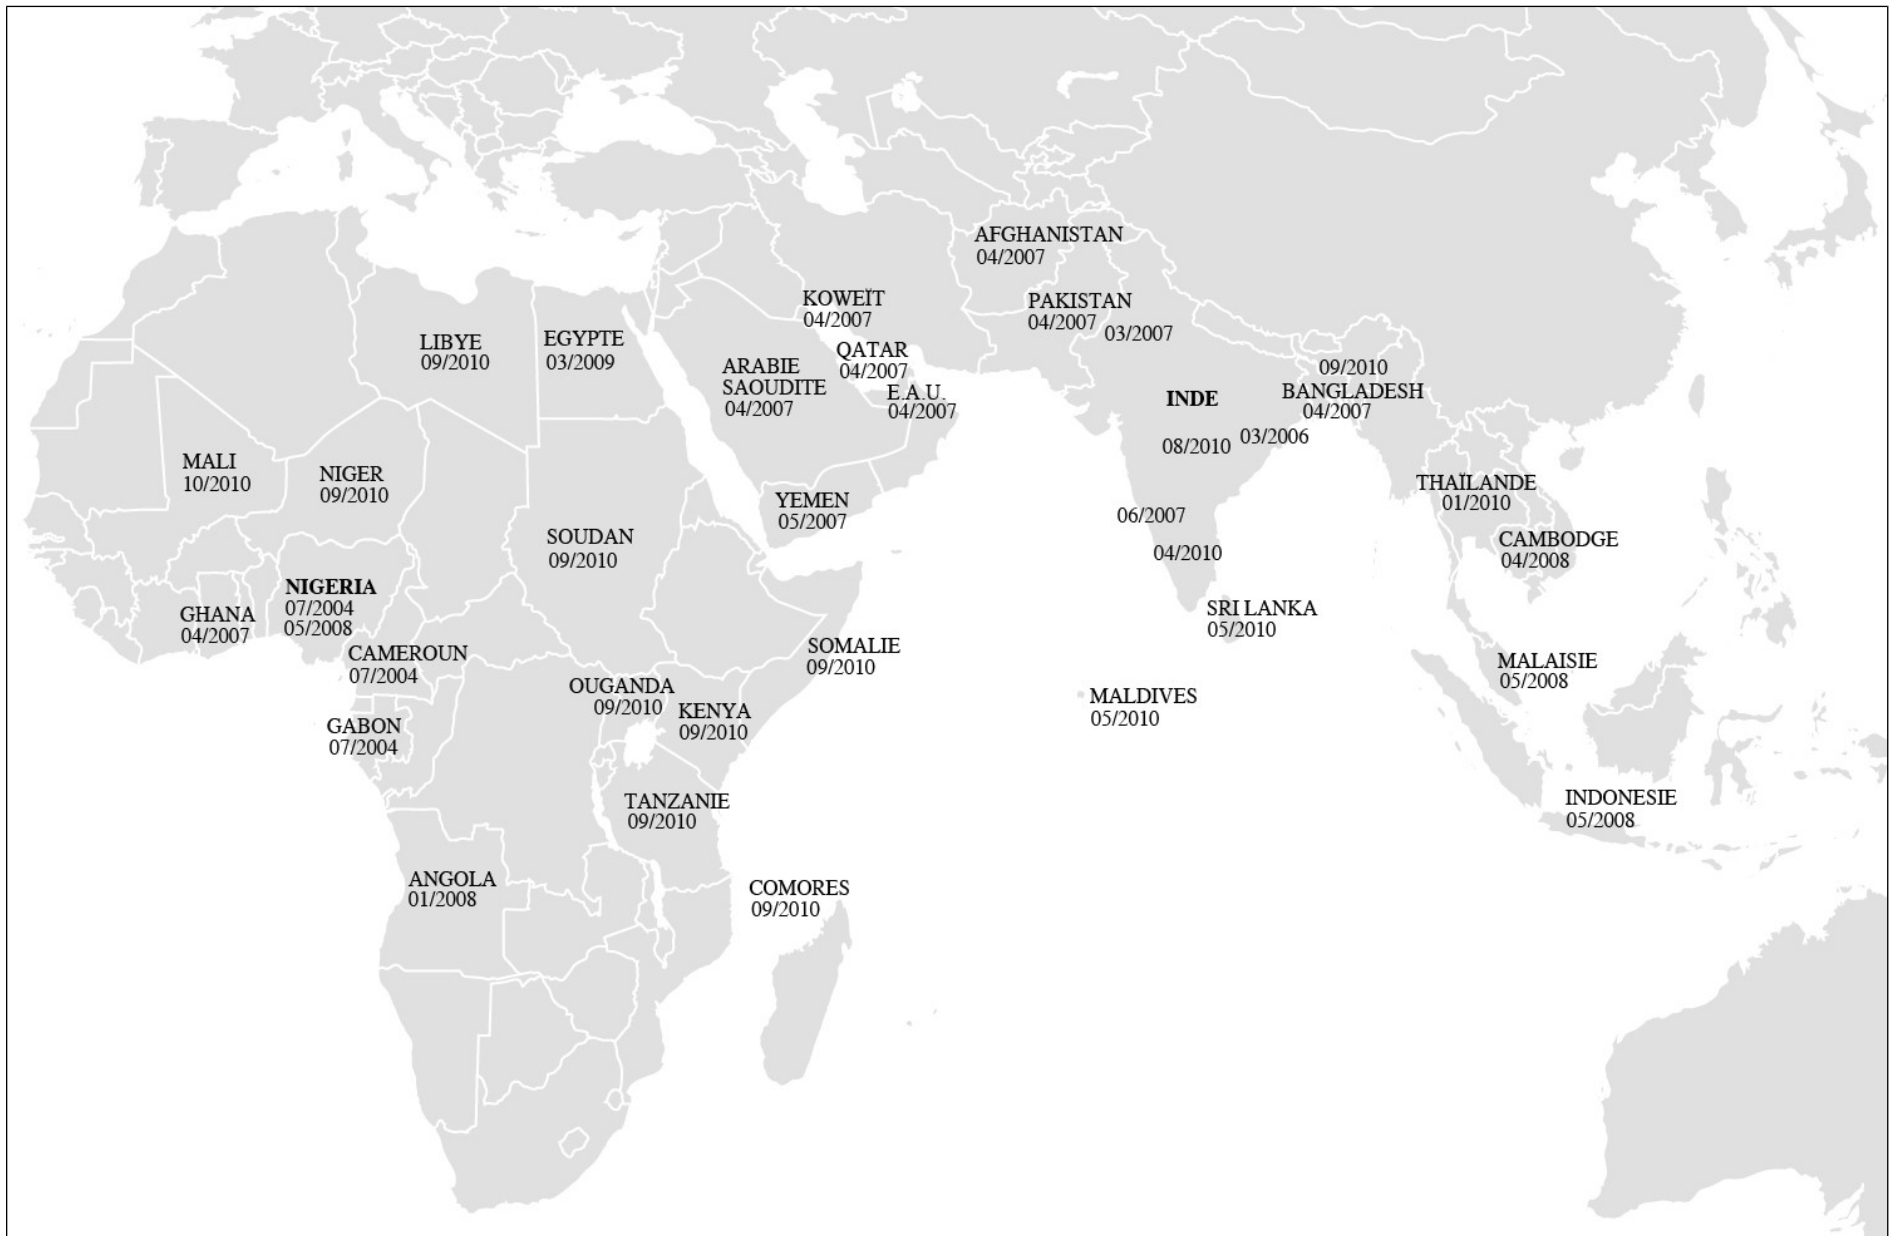 AFGHANISTAN
04/2007
KOWEÏT
04/2007
PAKISTAN
04/2007
03/2007
LIBYE
09/2010
EGYPTE
03/2009
QATAR
04/2007
ARABIE
SAOUDITE
04/2007
E.A.U.
04/2007
09/2010
BANGLADESH
04/2007
INDE
08/2010
03/2006
06/2007
04/2010
MALI
10/2010
NIGER
09/2010
YEMEN
05/2007
THAÏLANDE
01/2010
SOUDAN
09/2010
CAMBODGE
04/2008
NIGERIA
07/2004
05/2008
GHANA
04/2007
SRI LANKA
05/2010
CAMEROUN
07/2004
SOMALIE
09/2010
MALAISIE
05/2008
OUGANDA
09/2010
KENYA
09/2010
MALDIVES
05/2010
GABON
07/2004
TANZANIE
09/2010
INDONESIE
05/2008
ANGOLA
01/2008
COMORES
09/2010